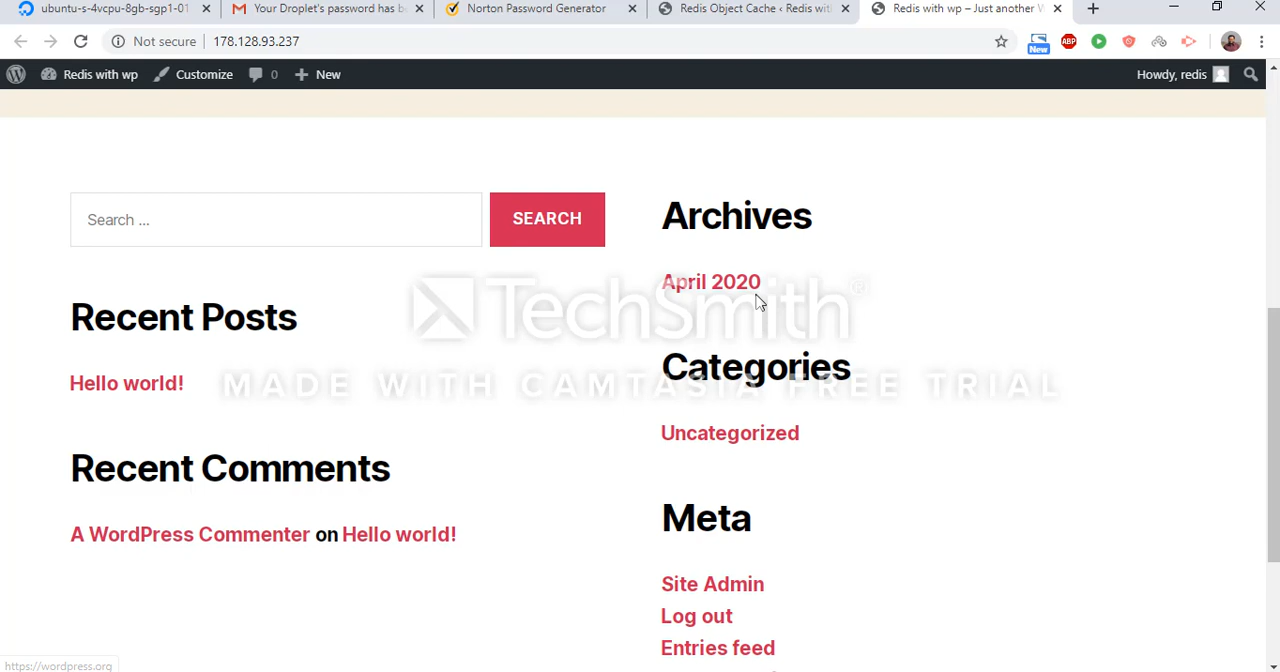 ubuntu-s-4vcpu-8gb-sgp1-01
Your Droplet's password has be
Norton Password Generator
Redis Object Cache ‹ Redis wit
Redis with wp – Just another W
Not secure
178.128.93.237
New
ABP
Redis with wp
Customize
0
New
Howdy, redis
Search ...
SEARCH
Archives
April 2020
Recent Posts
TechSmith®
Hello world!
MADE WITH CAMTASIA FREE TRIAL
Categories
Uncategorized
Recent Comments
A WordPress Commenter on Hello world!
Meta
Site Admin
Log out
Entries feed
https://wordpress.org